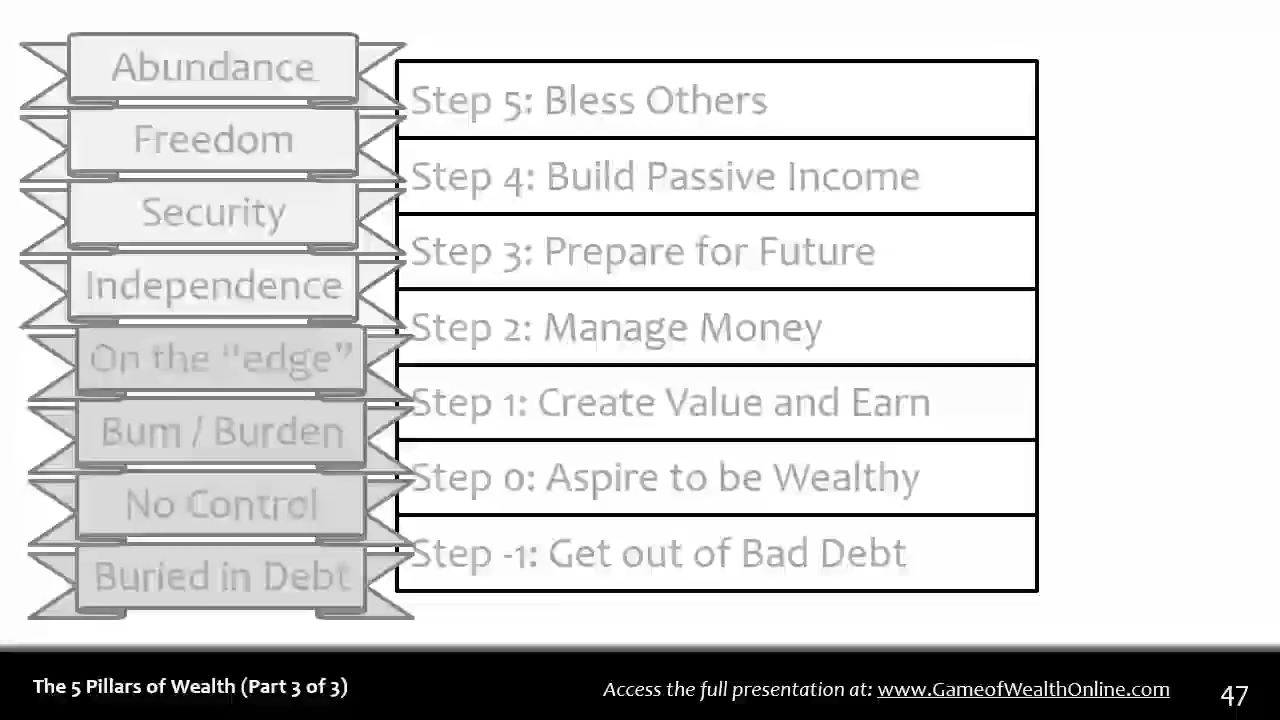 Abundance
Freedom
Security
Independence
On the “edge”
Bum / Burden
No Control
Buried in Debt
Step 5: Bless Others
Step 4: Build Passive Income
Step 3: Prepare for Future
Step 2: Manage Money
Step 1: Create Value and Earn
Step 0: Aspire to be Wealthy
Step -1: Get out of Bad Debt
The 5 Pillars of Wealth (Part 3 of 3)
Access the full presentation at: www.GameofWealthOnline.com
47